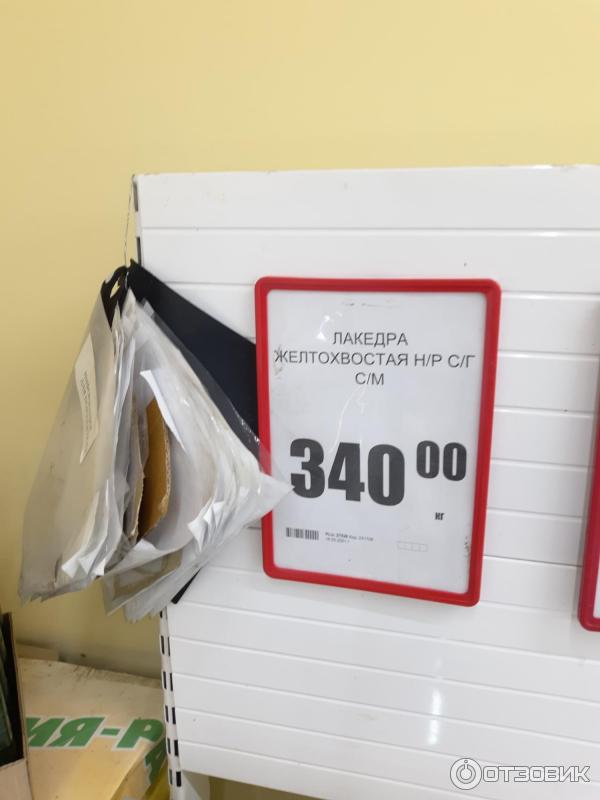 ЛАКЕДРА
ЖЕЛТОХВОСТАЯ Н/Р С/Г
С/М
340 00
кг
ИЯ-Р
ОТЗОВИК